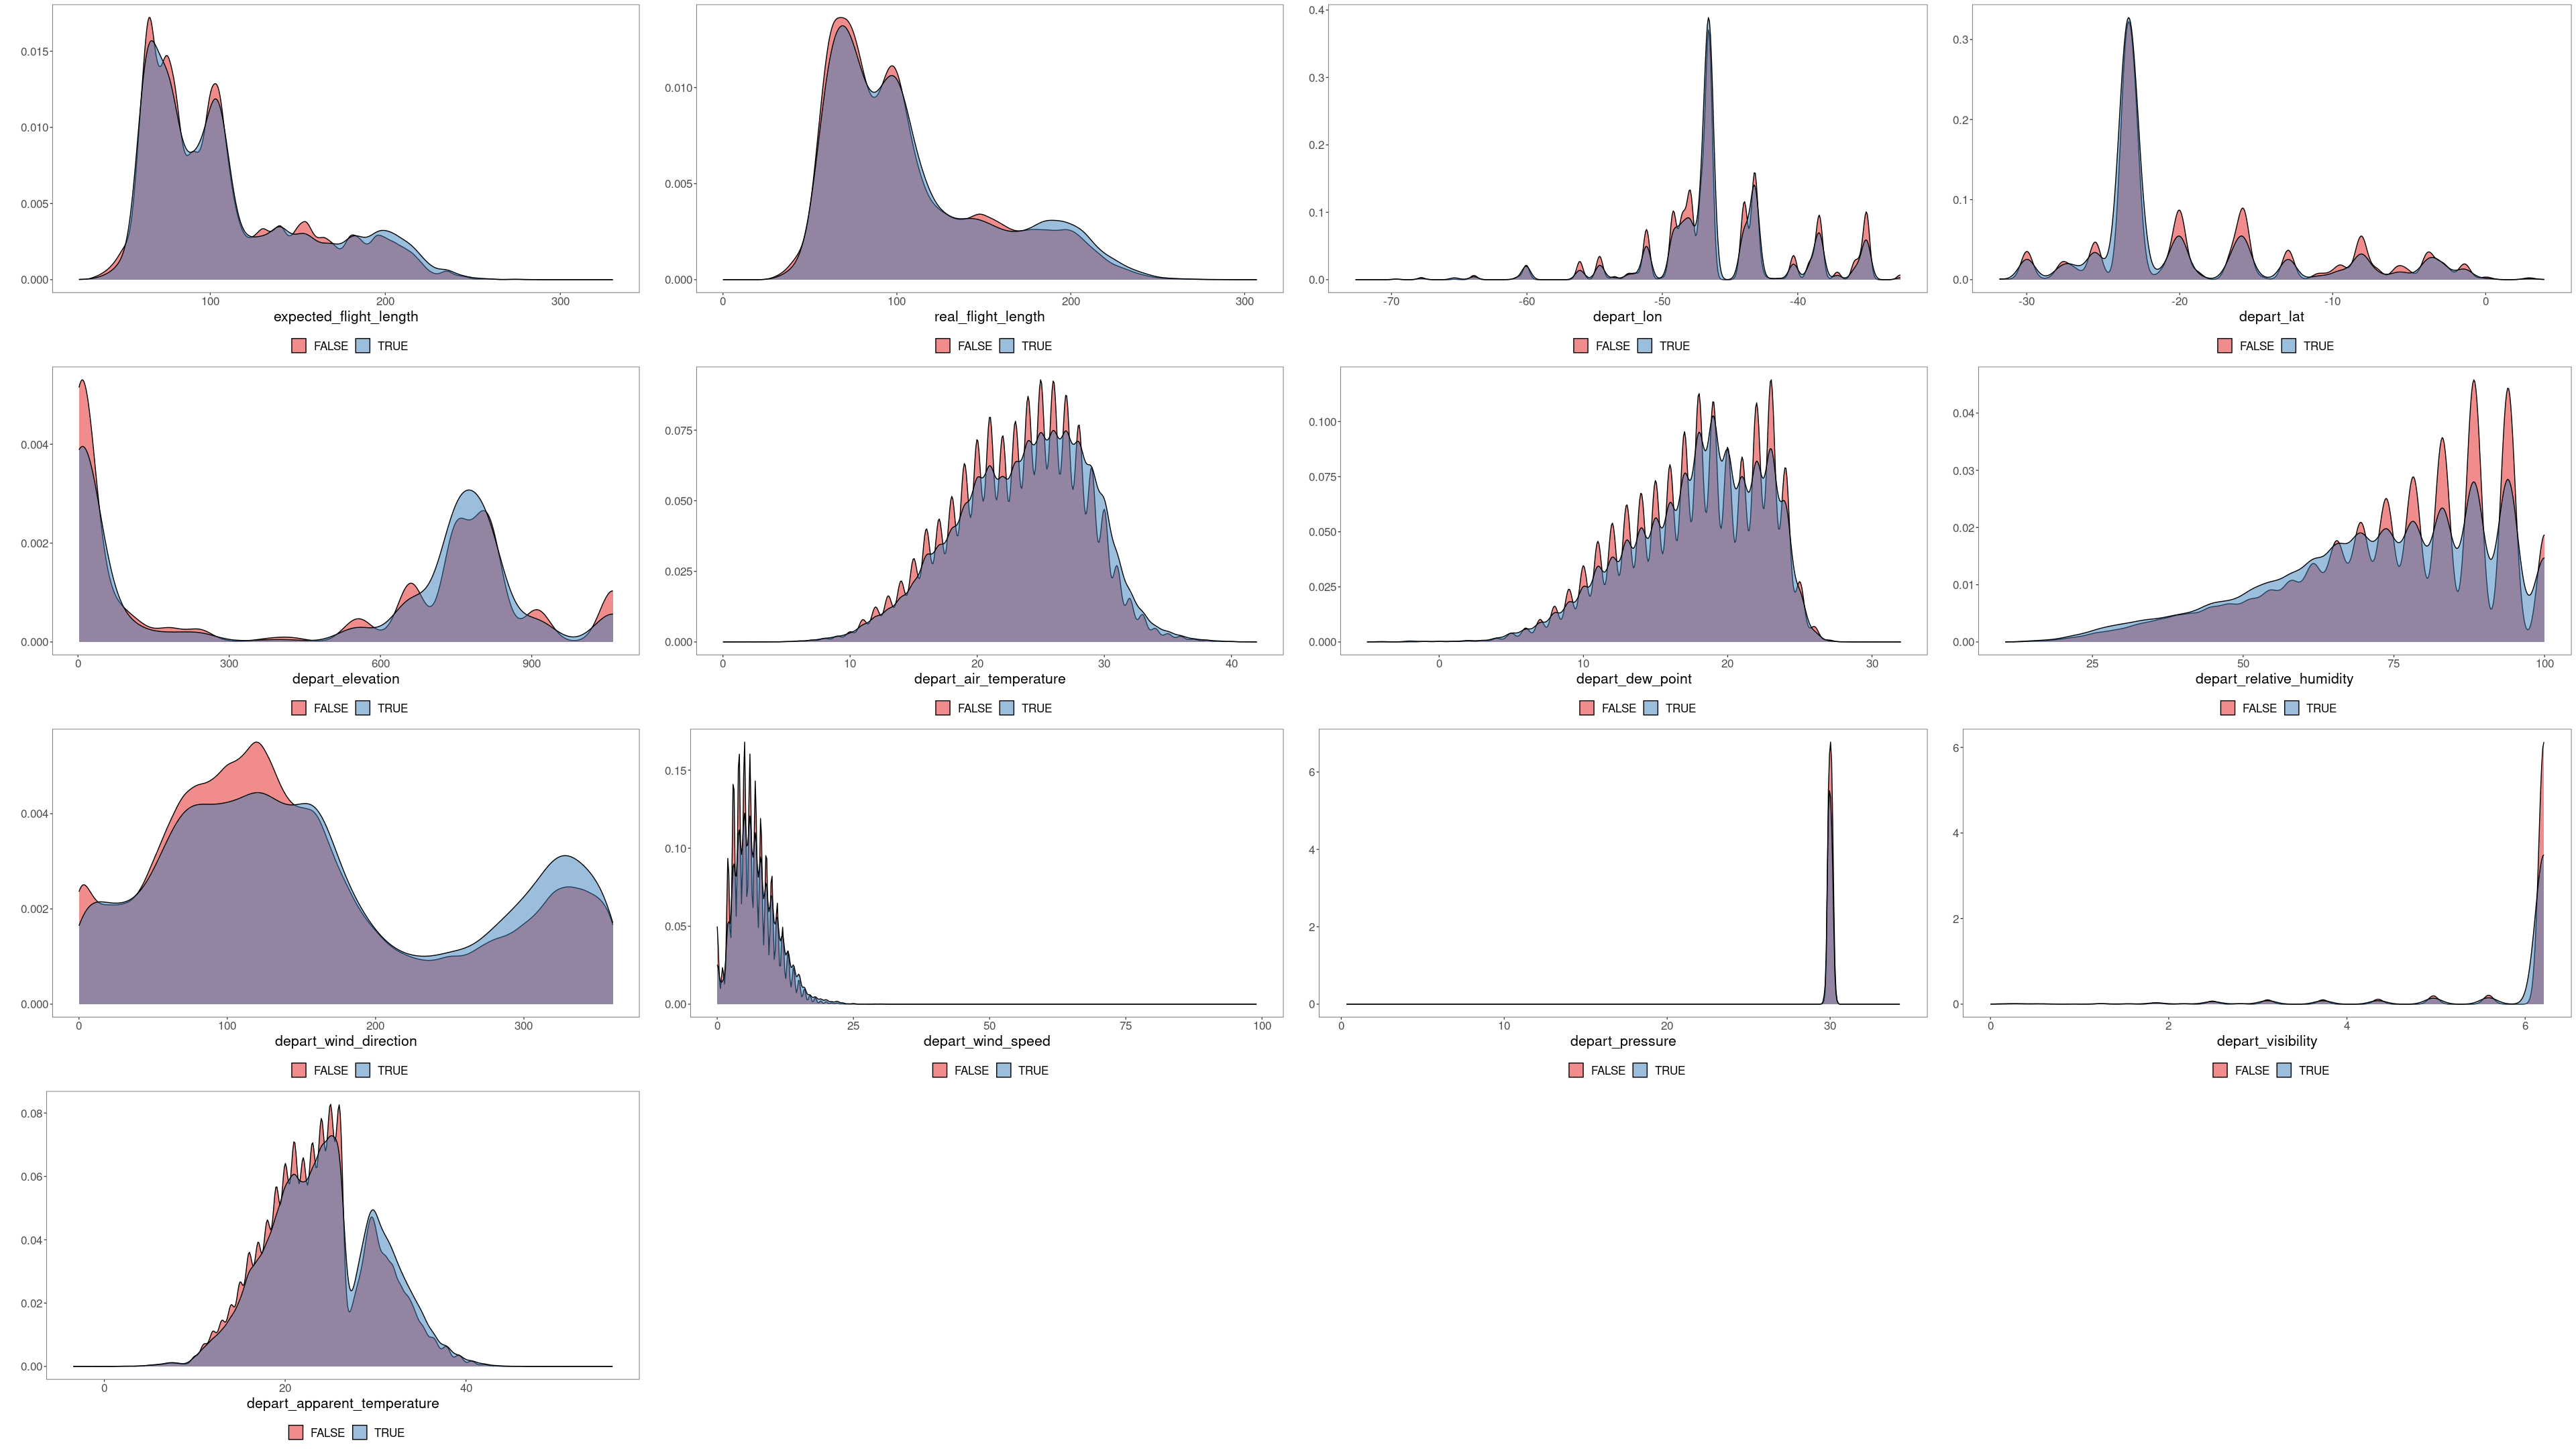 0.015
0.010
0.005
0.000
100 200 300
expected_flight_length
FALSE TRUE
0.010
0.005
0.000
0 100 200 300
real_flight_length
FALSE TRUE
0.4
0.3
0.2
0.1
0.0
-70 -60 -50 -40
depart_lon
FALSE TRUE
0.3
0.2
0.1
0.0
-30 -20 -10 0
depart_lat
FALSE TRUE
0.004
0.002
0.000
0 300 600 900
depart_elevation
FALSE TRUE
0.075
0.050
0.025
0.000
0 10 20 30 40
depart_air_temperature
FALSE TRUE
0.100
0.075
0.050
0.025
0.000
0 10 20 30
depart_dew_point
FALSE TRUE
0.04
0.03
0.02
0.01
0.00
25 50 75 100
depart_relative_humidity
FALSE TRUE
0.004
0.002
0.000
0 100 200 300
depart_wind_direction
FALSE TRUE
0.15
0.10
0.05
0.00
0 25 50 75 100
depart_wind_speed
FALSE TRUE
6
4
2
0
0 10 20 30
depart_pressure
FALSE TRUE
6
4
2
0
0 2 4 6
depart_visibility
FALSE TRUE
0.08
0.06
0.04
0.02
0.00
0 20 40
depart_apparent_temperature
FALSE TRUE